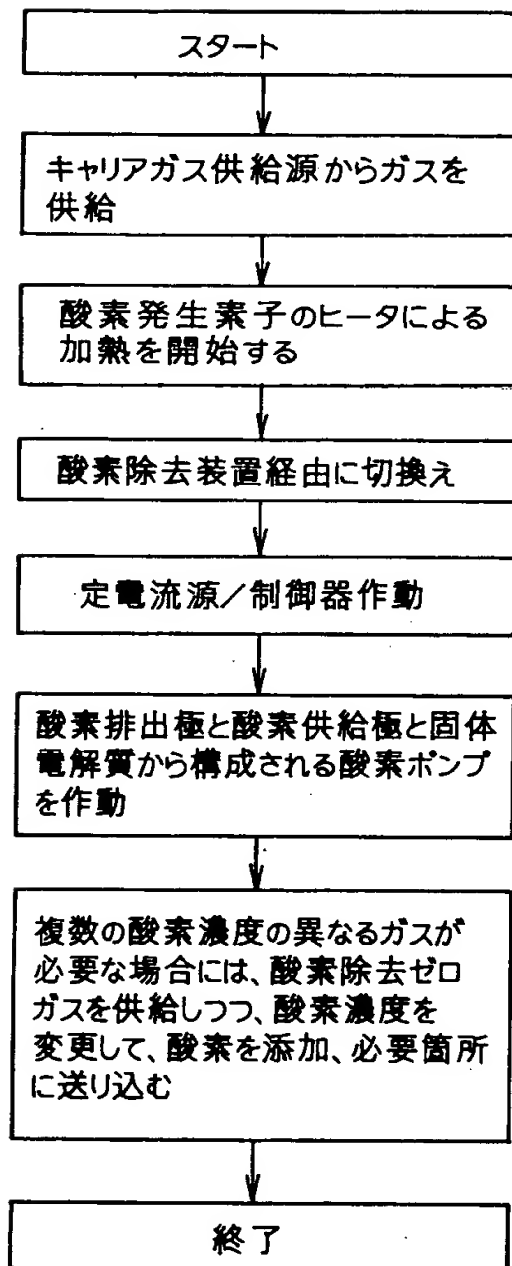 スタート
キャリアガス供給源からガスを
供給
酸素発生素子のヒータによる
加熱を開始する
酸素除去装置経由に切換え
定電流源/制御器作動
酸素排出極と酸素供給極と固体
電解質から構成される酸素ポンプ
を作動
複数の酸素濃度の異なるガスが
必要な場合には、酸素除去ゼロ
ガスを供給しつつ、酸素濃度を
変更して、酸素を添加、必要箇所
に送り込む
終了